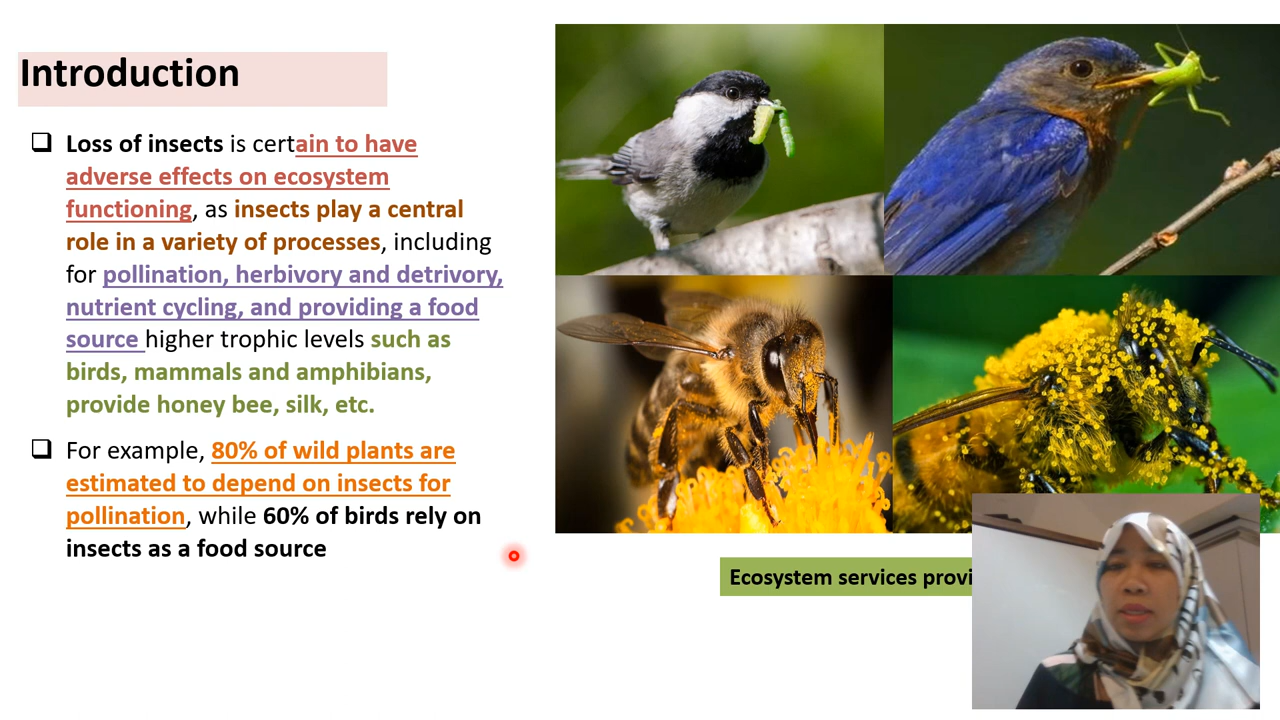 Introduction
Loss of insects is certain to have
adverse effects on ecosystem
functioning, as insects play a central
role in a variety of processes, including
for pollination, herbivory and detrivory,
nutrient cycling, and providing a food
source higher trophic levels such as
birds, mammals and amphibians,
provide honey bee, silk, etc.
For example, 80% of wild plants are
estimated to depend on insects for
pollination, while 60% of birds rely on
insects as a food source
Ecosystem services provi